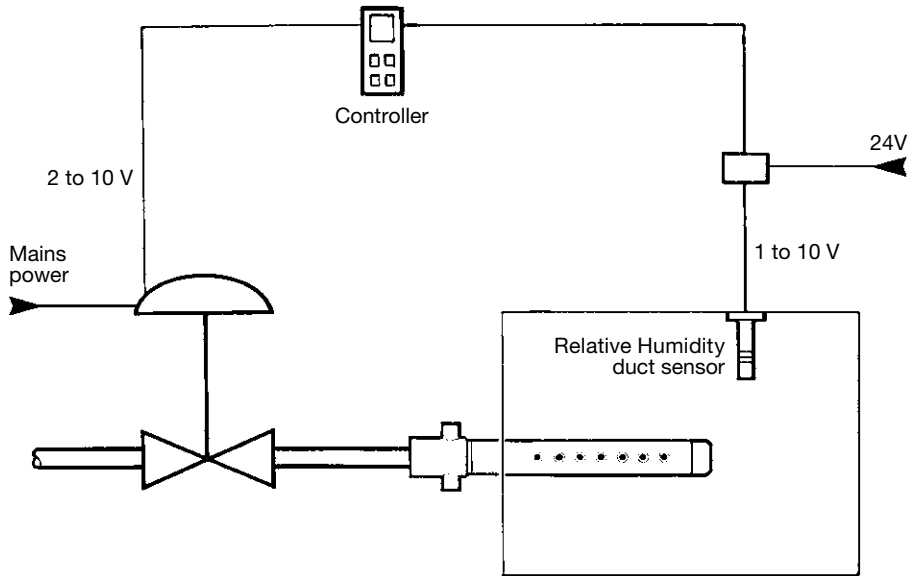 Controller
24V
2 to 10 V
1 to 10 V
Mains
power
Relative Humidity
duct sensor